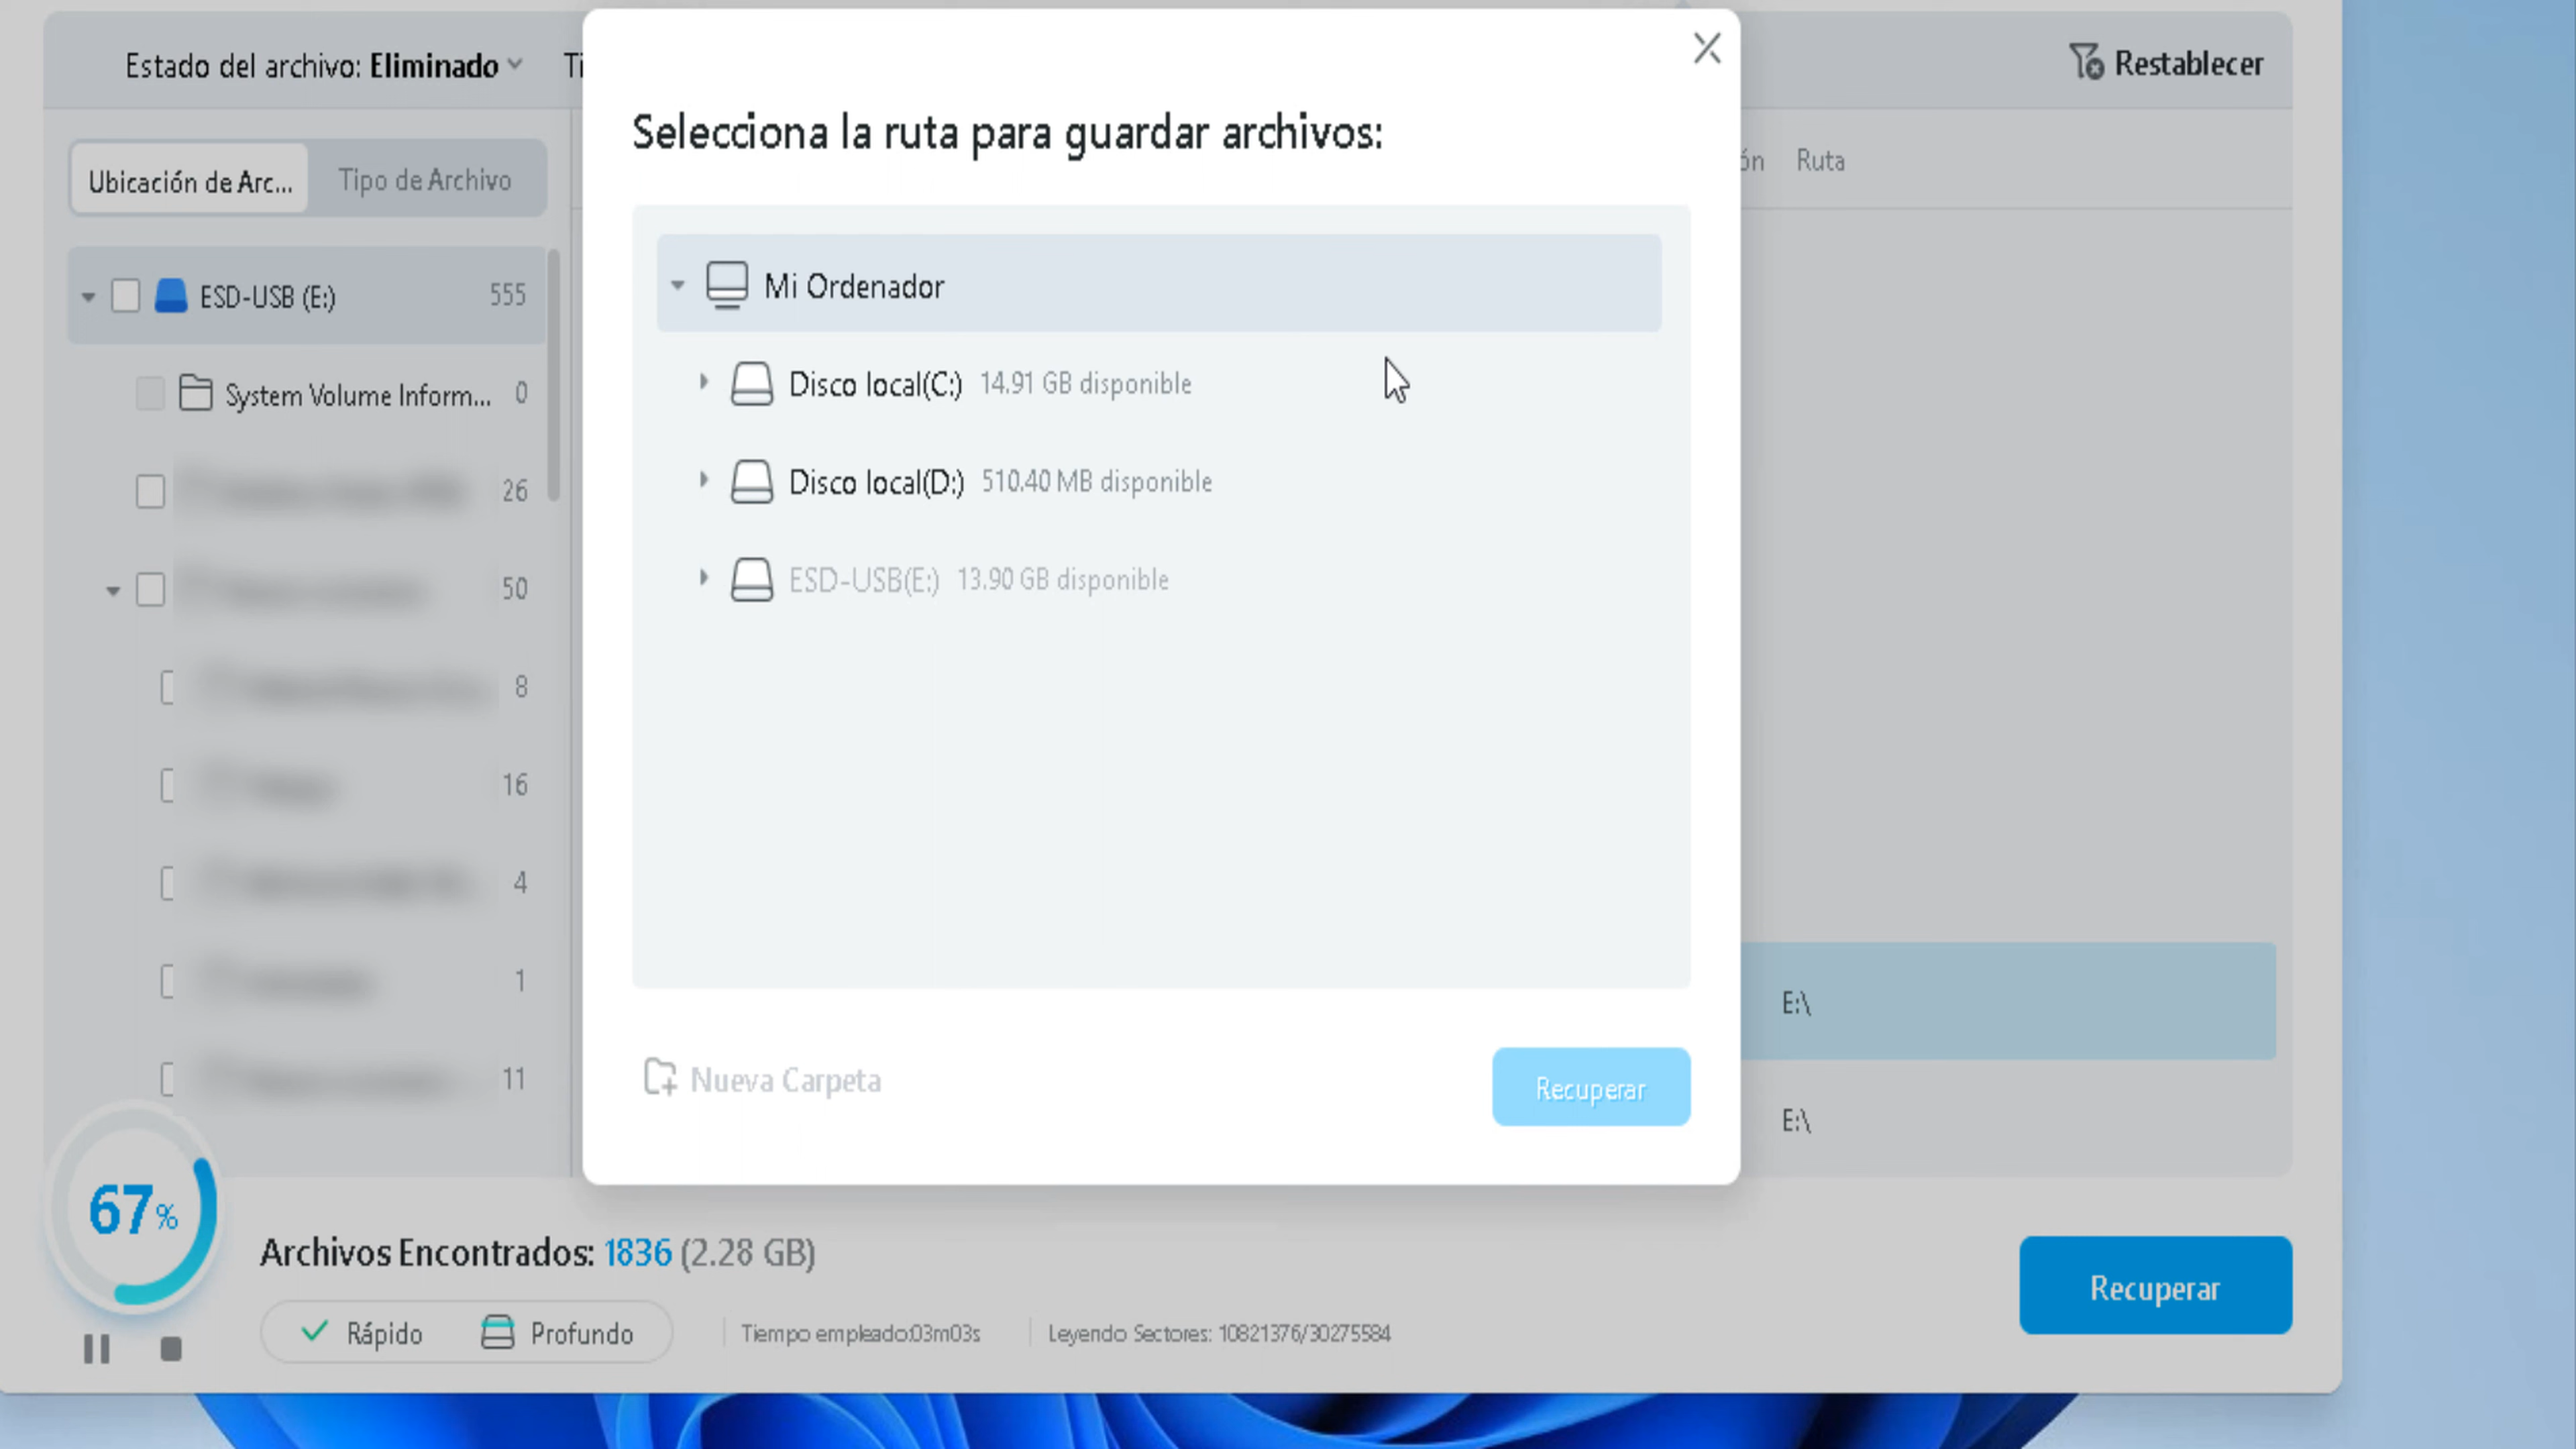 Estado del archivo: Eliminado
Ti
Restablecer
Ubicación de Arc...
Tipo de Archivo
ón
Ruta
ESD-USB (E:)
555
System Volume Inform...
0
26
50
8
16
4
1
11
Selecciona la ruta para guardar archivos:
Mi Ordenador
Disco local(C:) 14.91 GB disponible
Disco local(D:) 510.40 MB disponible
ESD-USB(E:) 13.90 GB disponible
Nueva Carpeta
Recuperar
E:\
E:\
67%
Archivos Encontrados: 1836 (2.28 GB)
Rápido
Profundo
Tiempo empleado:03m03s
Leyendo Sectores: 10821376/30275584
Recuperar